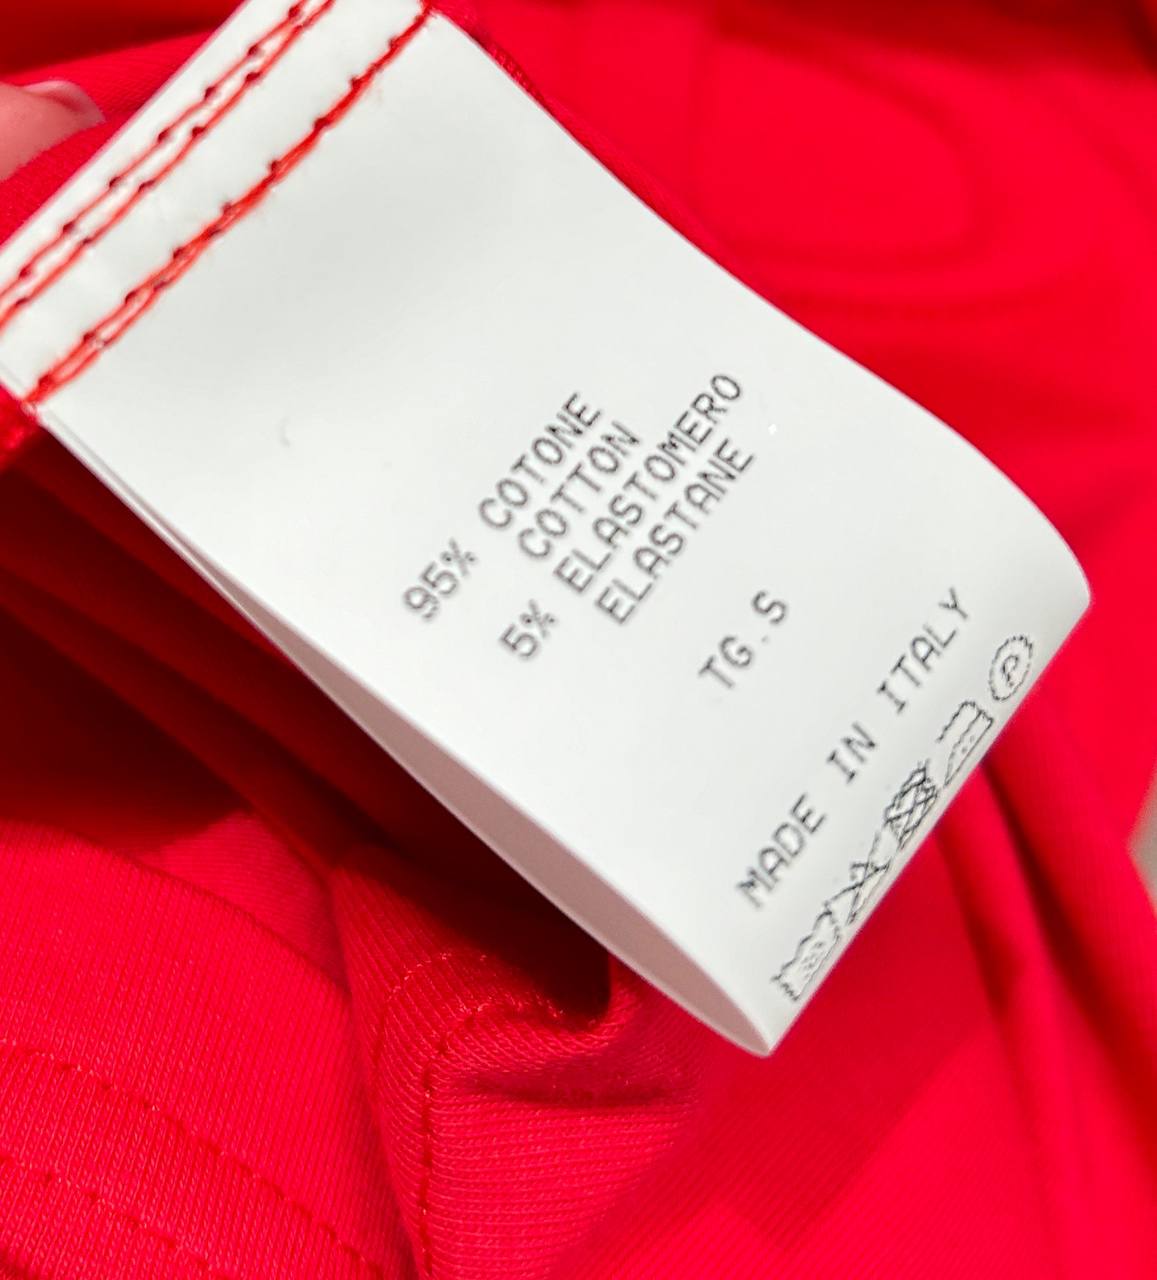 95% COTONE
COTTON
5% ELASTOMERO
ELASTANE
TG.S
MADE IN ITALY
P